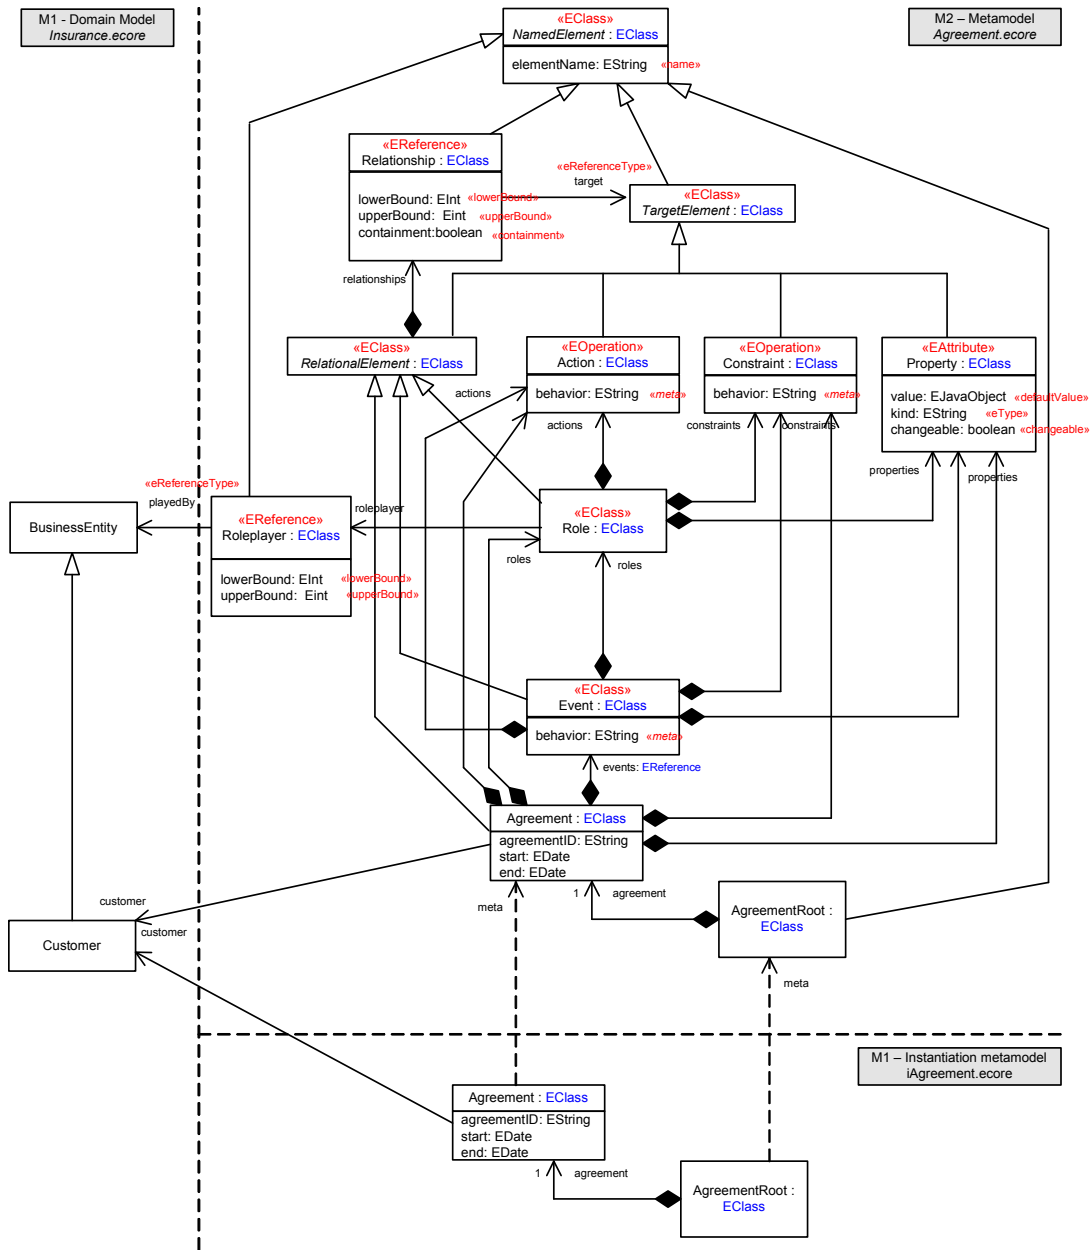 M1 - Domain Model
Insurance.ecore
«EClass»
NamedElement : EClass
elementName: EString «name»
M2 – Metamodel
Agreement.ecore
«EReference»
Relationship : EClass
lowerBound: EInt «lowerBound»
upperBound: Eint «upperBound»
containment:boolean «containment»
«eReferenceType»
target
«EClass»
TargetElement : EClass
relationships
«EClass»
RelationalElement : EClass
«EOperation»
Action : EClass
behavior: EString «meta»
«EOperation»
Constraint : EClass
behavior: EString «meta»
«EAttribute»
Property : EClass
value: EJavaObject «defaultValue»
kind: EString «eType»
changeable: boolean «changeable»
actions
actions
constraints
constraints
properties
properties
«eReferenceType»
playedBy
BusinessEntity
«EReference»
Roleplayer : EClass
lowerBound: EInt «lowerBound»
upperBound: Eint «upperBound»
roleplayer
«EClass»
Role : EClass
roles
roles
«EClass»
Event : EClass
behavior: EString «meta»
events: EReference
Agreement : EClass
agreementID: EString
start: EDate
end: EDate
customer
customer
Customer
meta
1
agreement
AgreementRoot :
EClass
meta
M1 – Instantiation metamodel
iAgreement.ecore
Agreement : EClass
agreementID: EString
start: EDate
end: EDate
1
agreement
AgreementRoot :
EClass